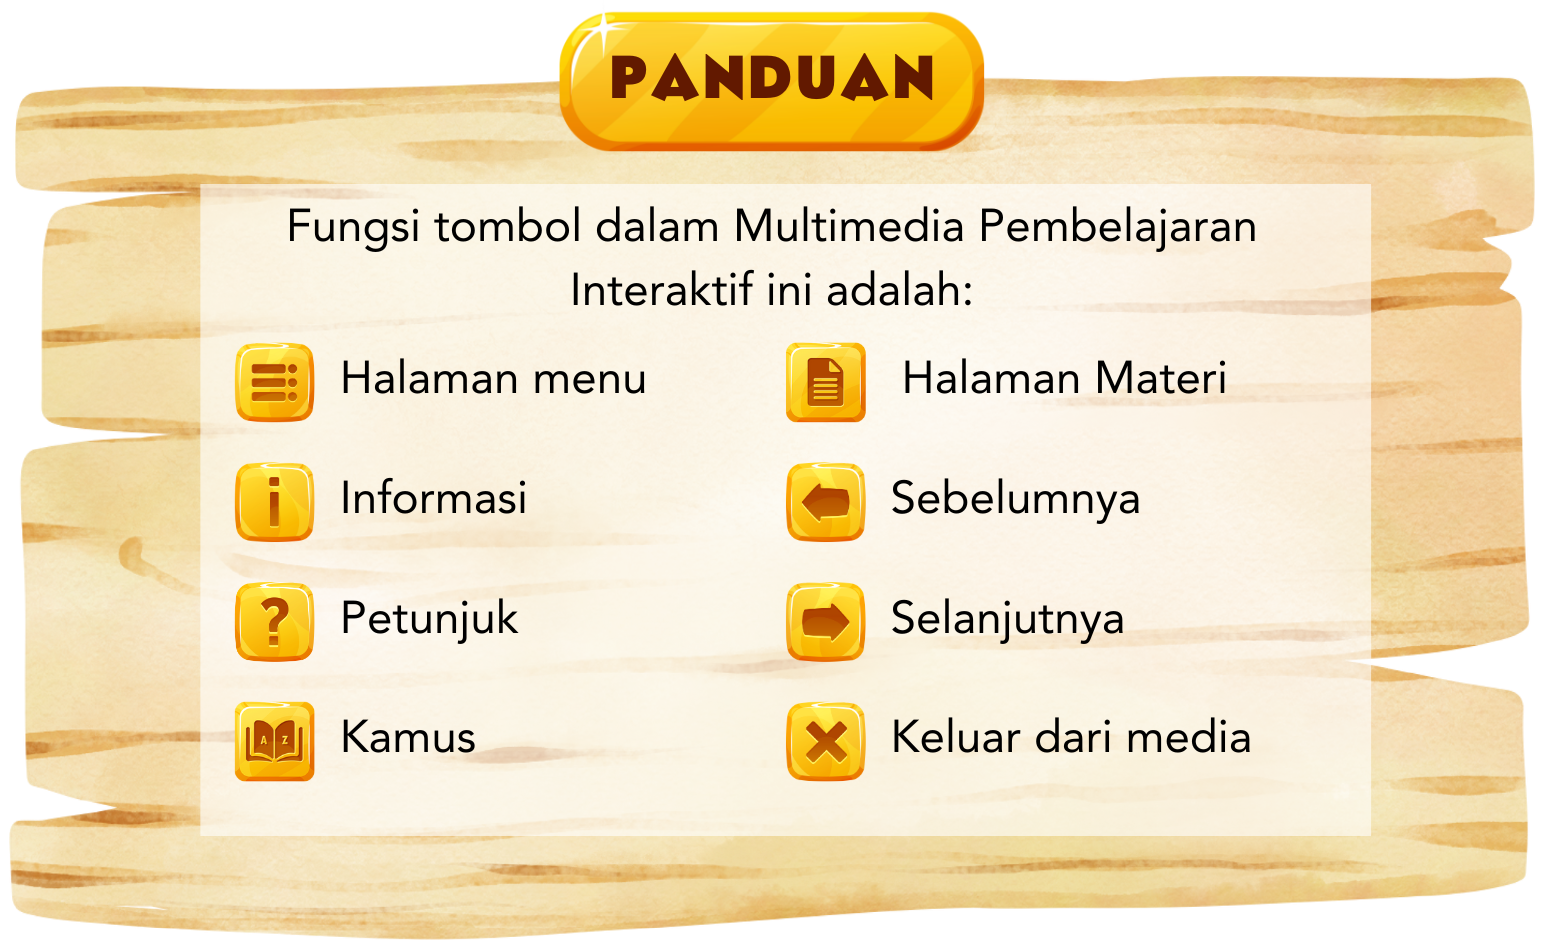 PANDUAN
Fungsi tombol dalam Multimedia Pembelajaran
Interaktif ini adalah:
Halaman menu
Halaman Materi
i
Informasi
Sebelumnya
?
Petunjuk
Selanjutnya
A Z
Kamus
Keluar dari media